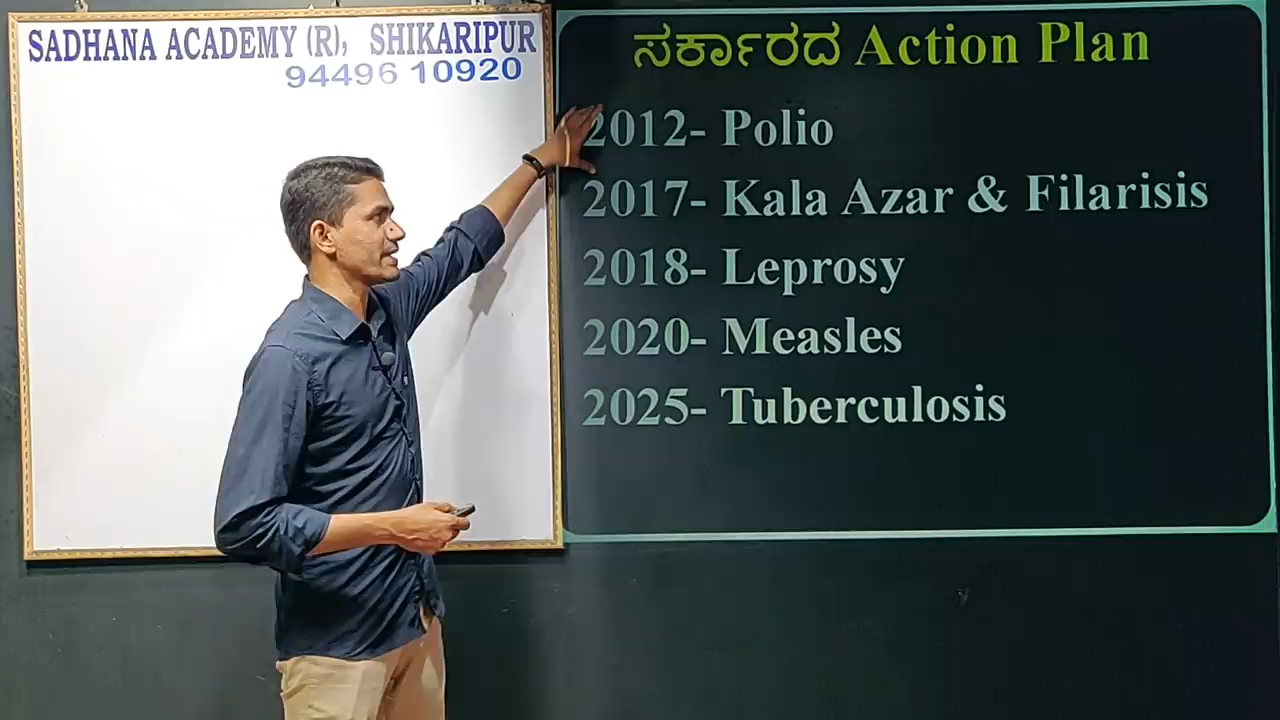 SADHANA ACADEMY (R), SHIKARIPUR
94496 10920
ಸರ್ಕಾರದ Action Plan
2012- Polio
2017- Kala Azar & Filarisis
2018- Leprosy
2020- Measles
2025- Tuberculosis